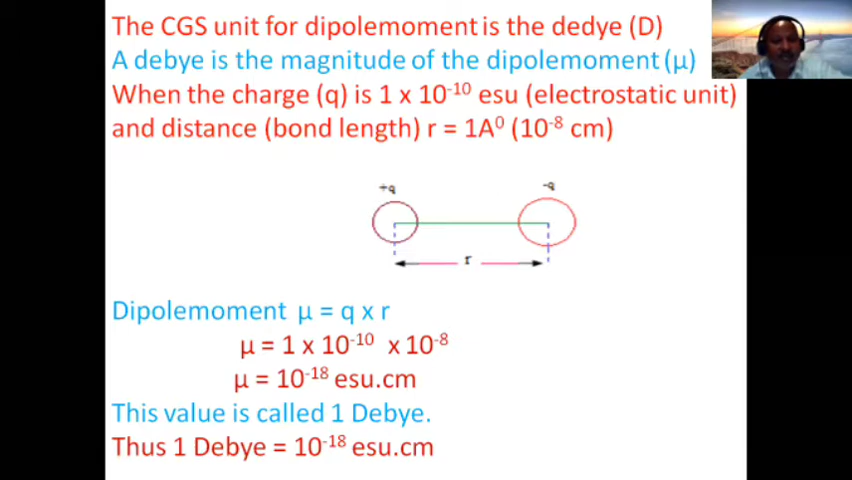 The CGS unit for dipolemoment is the dedye (D)
A debye is the magnitude of the dipolemoment (μ)
When the charge (q) is 1 x 10⁻¹⁰ esu (electrostatic unit)
and distance (bond length) r = 1A⁰ (10⁻⁸ cm)
+q -q
r
Dipolemoment μ = q x r
μ = 1 x 10⁻¹⁰ x 10⁻⁸
μ = 10⁻¹⁸ esu.cm
This value is called 1 Debye.
Thus 1 Debye = 10⁻¹⁸ esu.cm